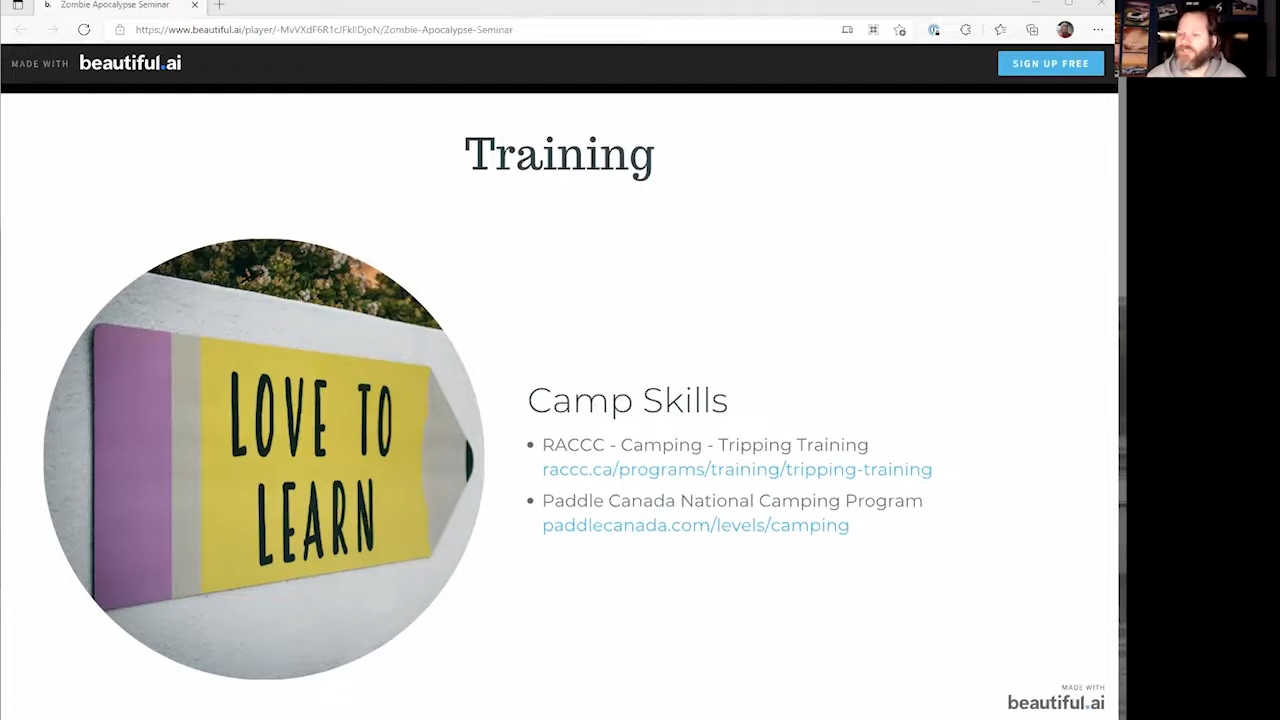 b. Zombie Apocalypse Seminar
https://www.beautiful.ai/player/-MvVXdF6R1cJFkIlDjoN/Zombie-Apocalypse-Seminar
MADE WITH beautiful.ai
SIGN UP FREE
Training
LOVE TO
LEARN
Camp Skills
RACCC - Camping - Tripping Training
raccc.ca/programs/training/tripping-training
Paddle Canada National Camping Program
paddlecanada.com/levels/camping
MADE WITH
beautiful.ai